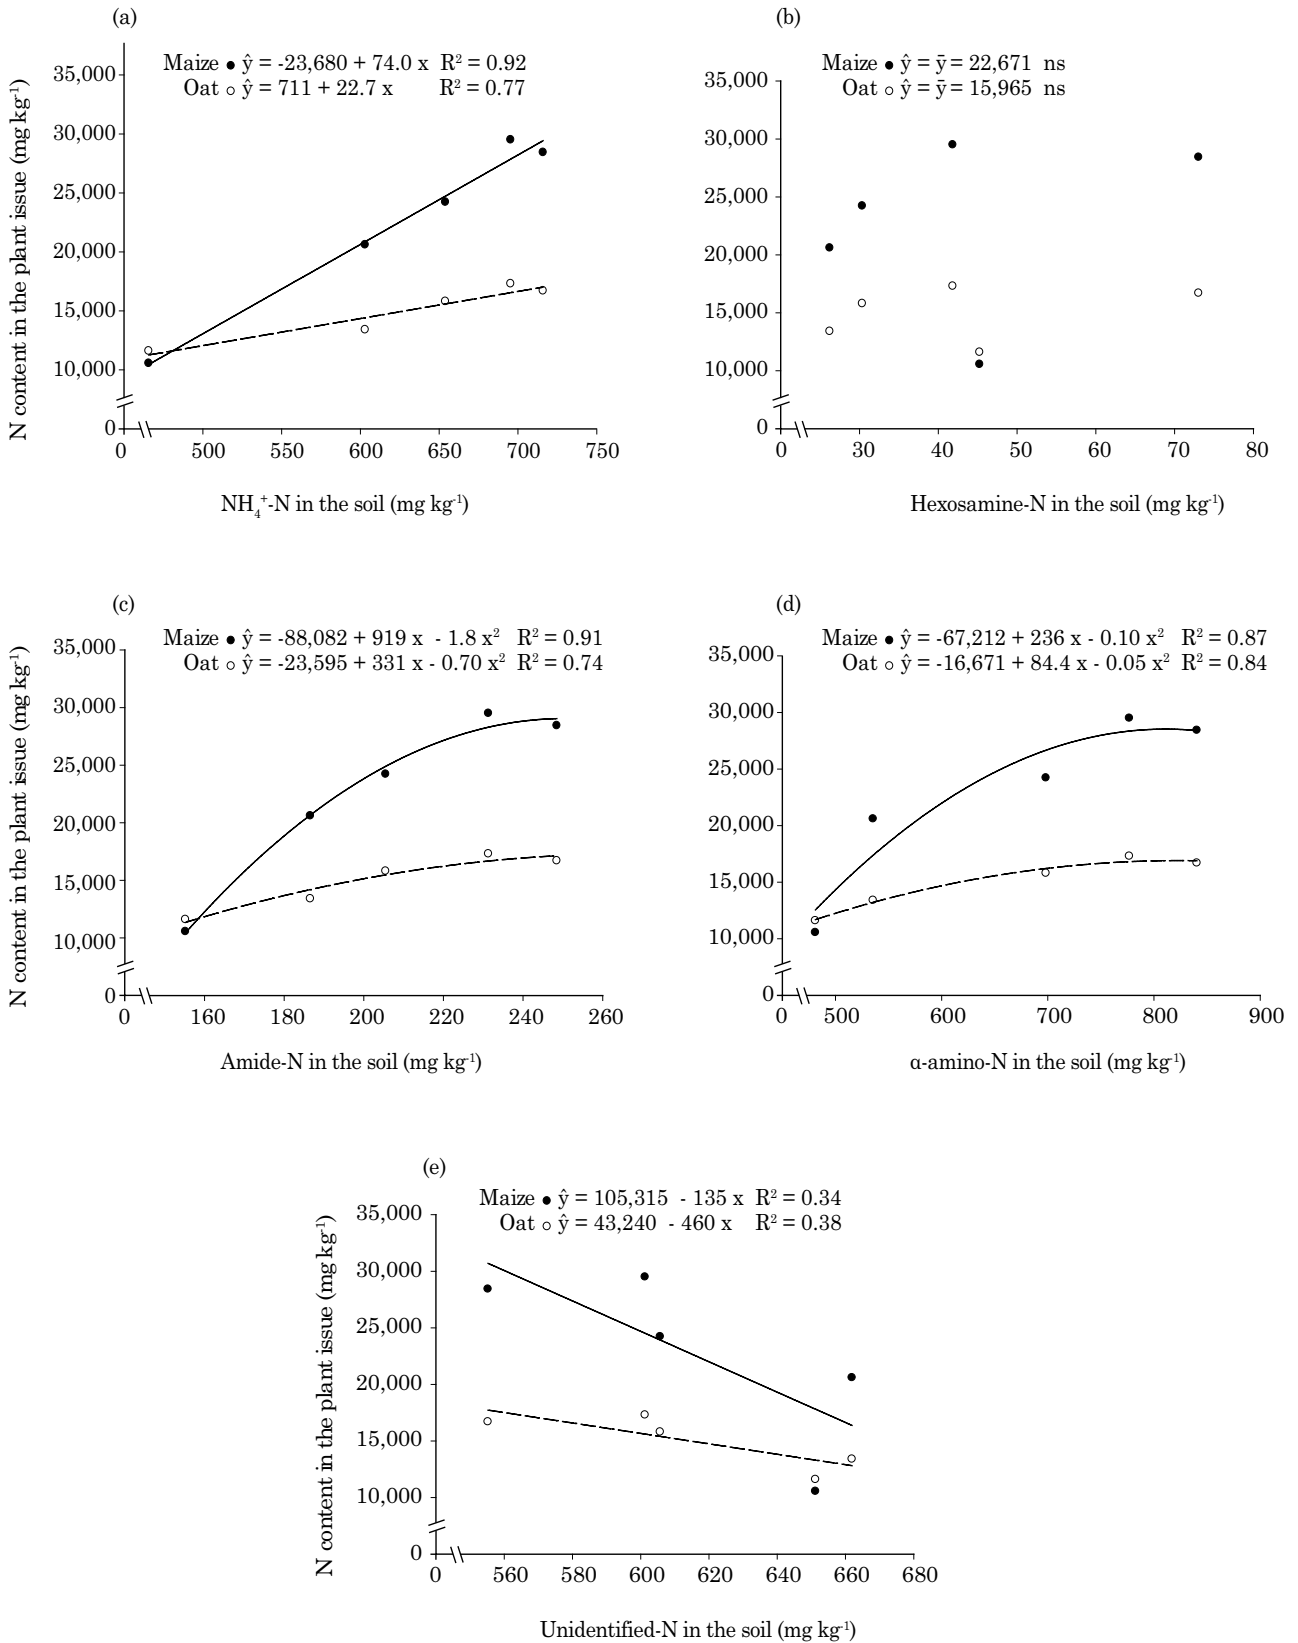 (a)
Maize ● ŷ = -23,680 + 74.0 x R² = 0.92
Oat ○ ŷ = 711 + 22.7 x R² = 0.77
N content in the plant issue (mg kg⁻¹)
35,000
30,000
25,000
20,000
15,000
10,000
0
0 500 550 600 650 700 750
NH₄⁺-N in the soil (mg kg⁻¹)
(b)
Maize ● ŷ = ȳ = 22,671 ns
Oat ○ ŷ = ȳ = 15,965 ns
35,000
30,000
25,000
20,000
15,000
10,000
0
0 30 40 50 60 70 80
Hexosamine-N in the soil (mg kg⁻¹)
(c)
Maize ● ŷ = -88,082 + 919 x - 1.8 x² R² = 0.91
Oat ○ ŷ = -23,595 + 331 x - 0.70 x² R² = 0.74
N content in the plant issue (mg kg⁻¹)
35,000
30,000
25,000
20,000
15,000
10,000
0
0 160 180 200 220 240 260
Amide-N in the soil (mg kg⁻¹)
(d)
Maize ● ŷ = -67,212 + 236 x - 0.10 x² R² = 0.87
Oat ○ ŷ = -16,671 + 84.4 x - 0.05 x² R² = 0.84
35,000
30,000
25,000
20,000
15,000
10,000
0
0 500 600 700 800 900
α-amino-N in the soil (mg kg⁻¹)
(e)
Maize ● ŷ = 105,315 - 135 x R² = 0.34
Oat ○ ŷ = 43,240 - 460 x R² = 0.38
N content in the plant issue (mg kg⁻¹)
35,000
30,000
25,000
20,000
15,000
10,000
0
0 560 580 600 620 640 660 680
Unidentified-N in the soil (mg kg⁻¹)